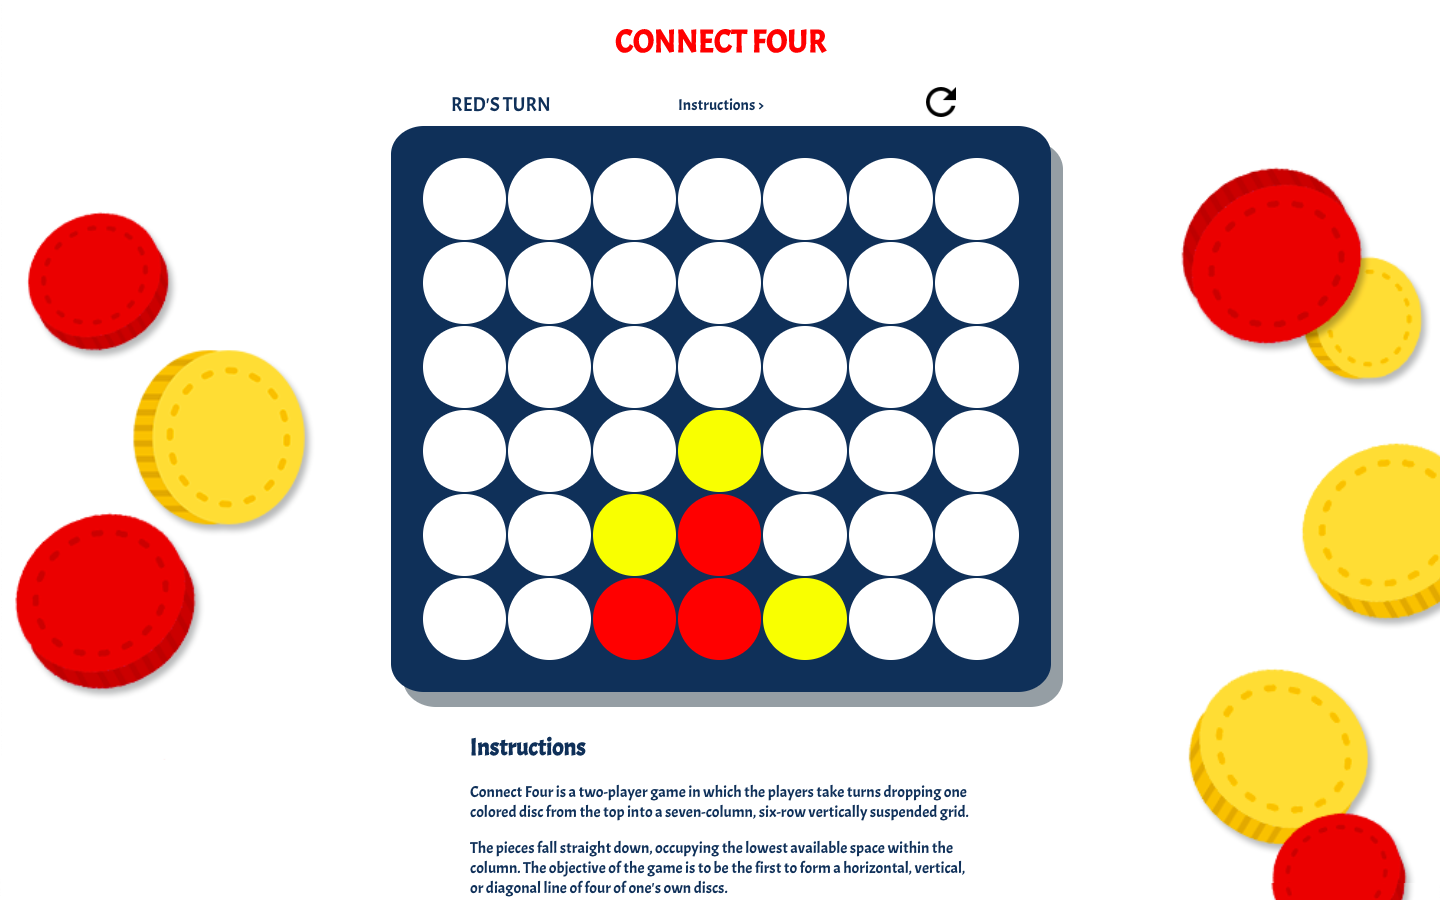 CONNECT FOUR
RED'S TURN
Instructions >
Instructions
Connect Four is a two-player game in which the players take turns dropping one
colored disc from the top into a seven-column, six-row vertically suspended grid.
The pieces fall straight down, occupying the lowest available space within the
column. The objective of the game is to be the first to form a horizontal, vertical,
or diagonal line of four of one's own discs.